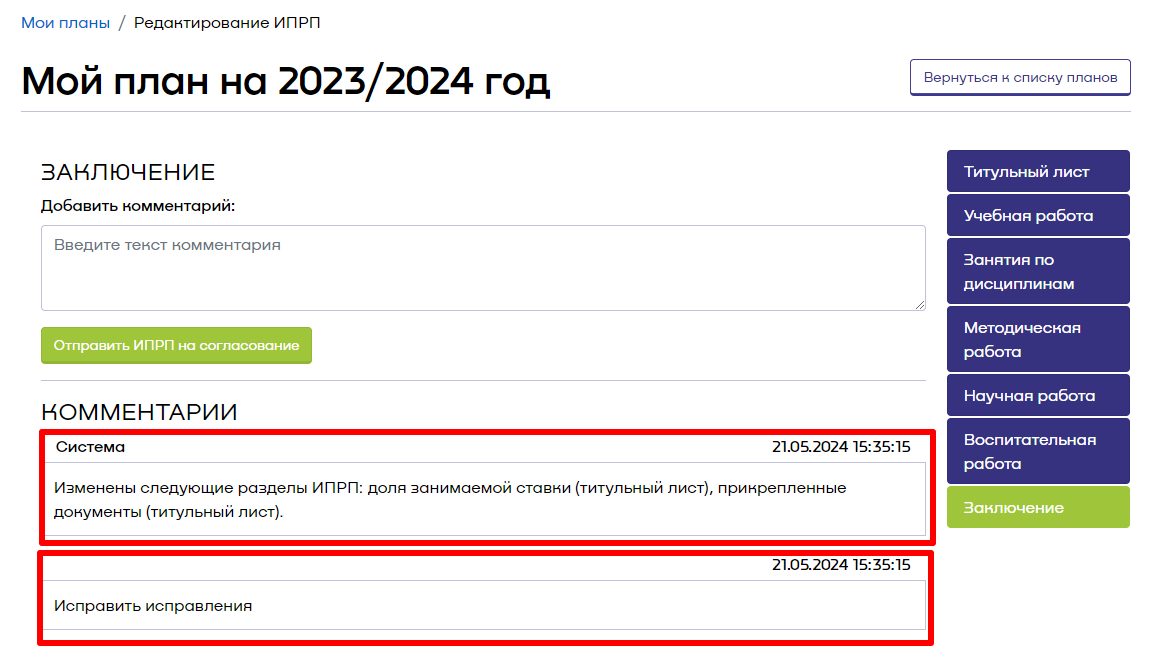 Мои планы / Редактирование ИПРП
Мой план на 2023/2024 год
Вернуться к списку планов
ЗАКЛЮЧЕНИЕ
Добавить комментарий:
Введите текст комментария
Отправить ИПРП на согласование
КОММЕНТАРИИ
Система 21.05.2024 15:35:15
Изменены следующие разделы ИПРП: доля занимаемой ставки (титульный лист), прикрепленные
документы (титульный лист).
21.05.2024 15:35:15
Исправить исправления
Титульный лист
Учебная работа
Занятия по
дисциплинам
Методическая
работа
Научная работа
Воспитательная
работа
Заключение